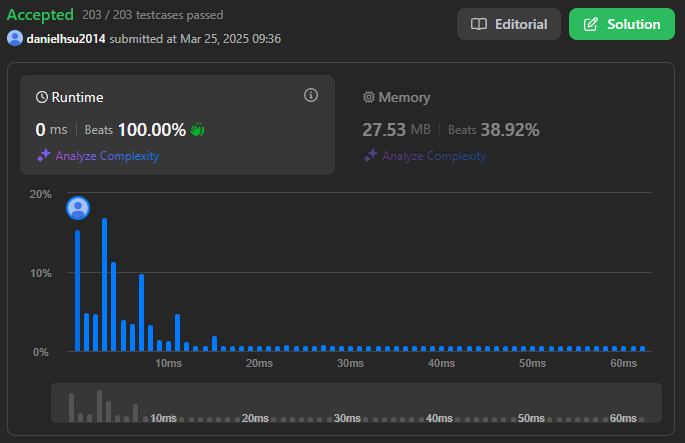 Accepted 203 / 203 testcases passed
Editorial
Solution
danielhsu2014 submitted at Mar 25, 2025 09:36
Runtime
0 ms Beats 100.00%
Analyze Complexity
Memory
27.53 MB Beats 38.92%
Analyze Complexity
20%
10%
0%
10ms 20ms 30ms 40ms 50ms 60ms
10ms 20ms 30ms 40ms 50ms 60ms